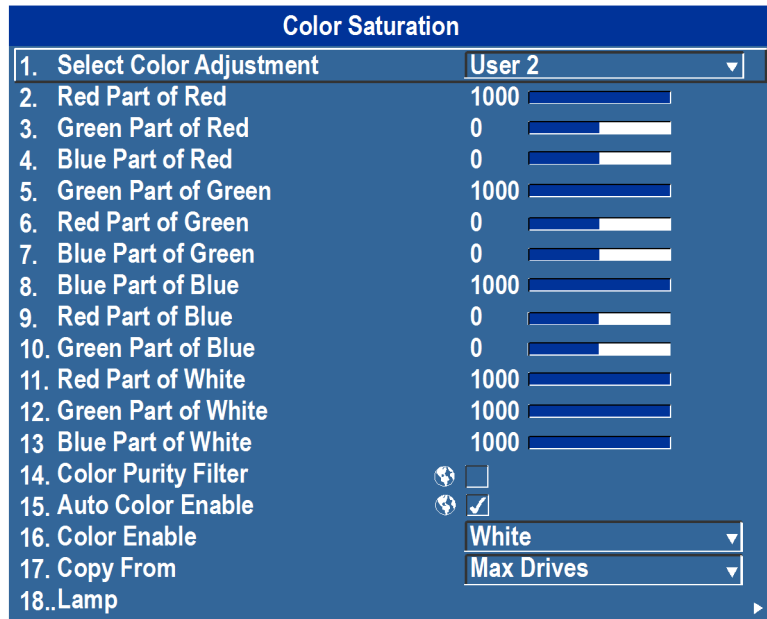 Color Saturation
1. Select Color Adjustment User 2
2. Red Part of Red 1000
3. Green Part of Red 0
4. Blue Part of Red 0
5. Green Part of Green 1000
6. Red Part of Green 0
7. Blue Part of Green 0
8. Blue Part of Blue 1000
9. Red Part of Blue 0
10. Green Part of Blue 0
11. Red Part of White 1000
12. Green Part of White 1000
13 Blue Part of White 1000
14. Color Purity Filter
15. Auto Color Enable
16. Color Enable White
17. Copy From Max Drives
18..Lamp